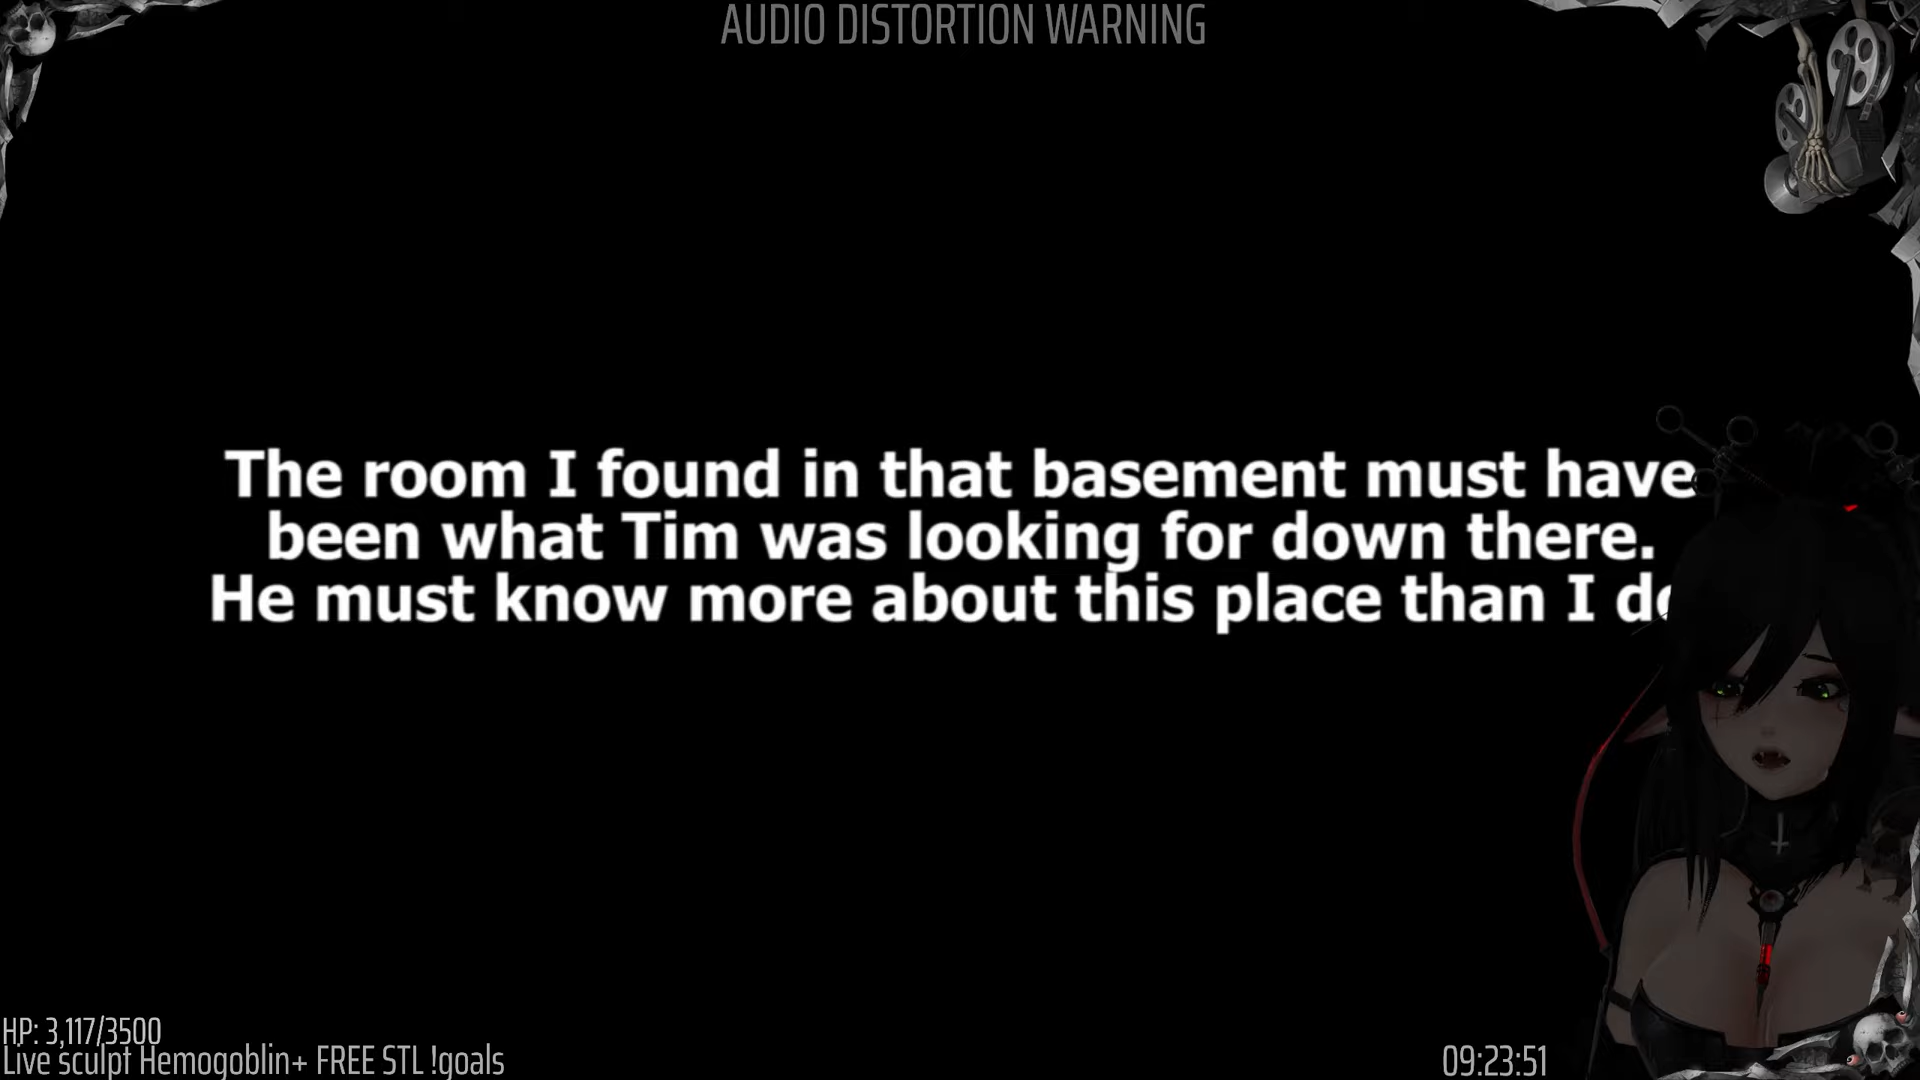 AUDIO DISTORTION WARNING
The room I found in that basement must have
been what Tim was looking for down there.
He must know more about this place than I do
HP: 3,117/3500
Live sculpt Hemogoblin+ FREE STL !goals
09:23:51